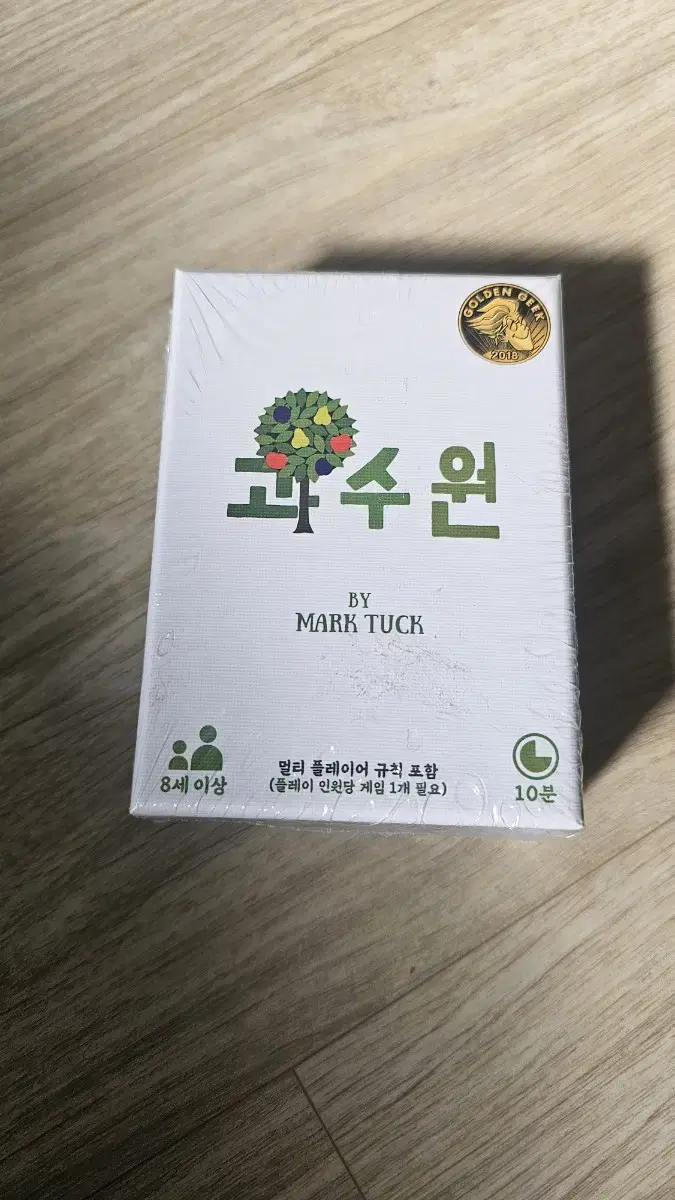 GOLDEN GEEK
2018
과수원
BY
MARK TUCK
8세 이상
멀티 플레이어 규칙 포함
(플레이 인원당 게임 1개 필요)
10분